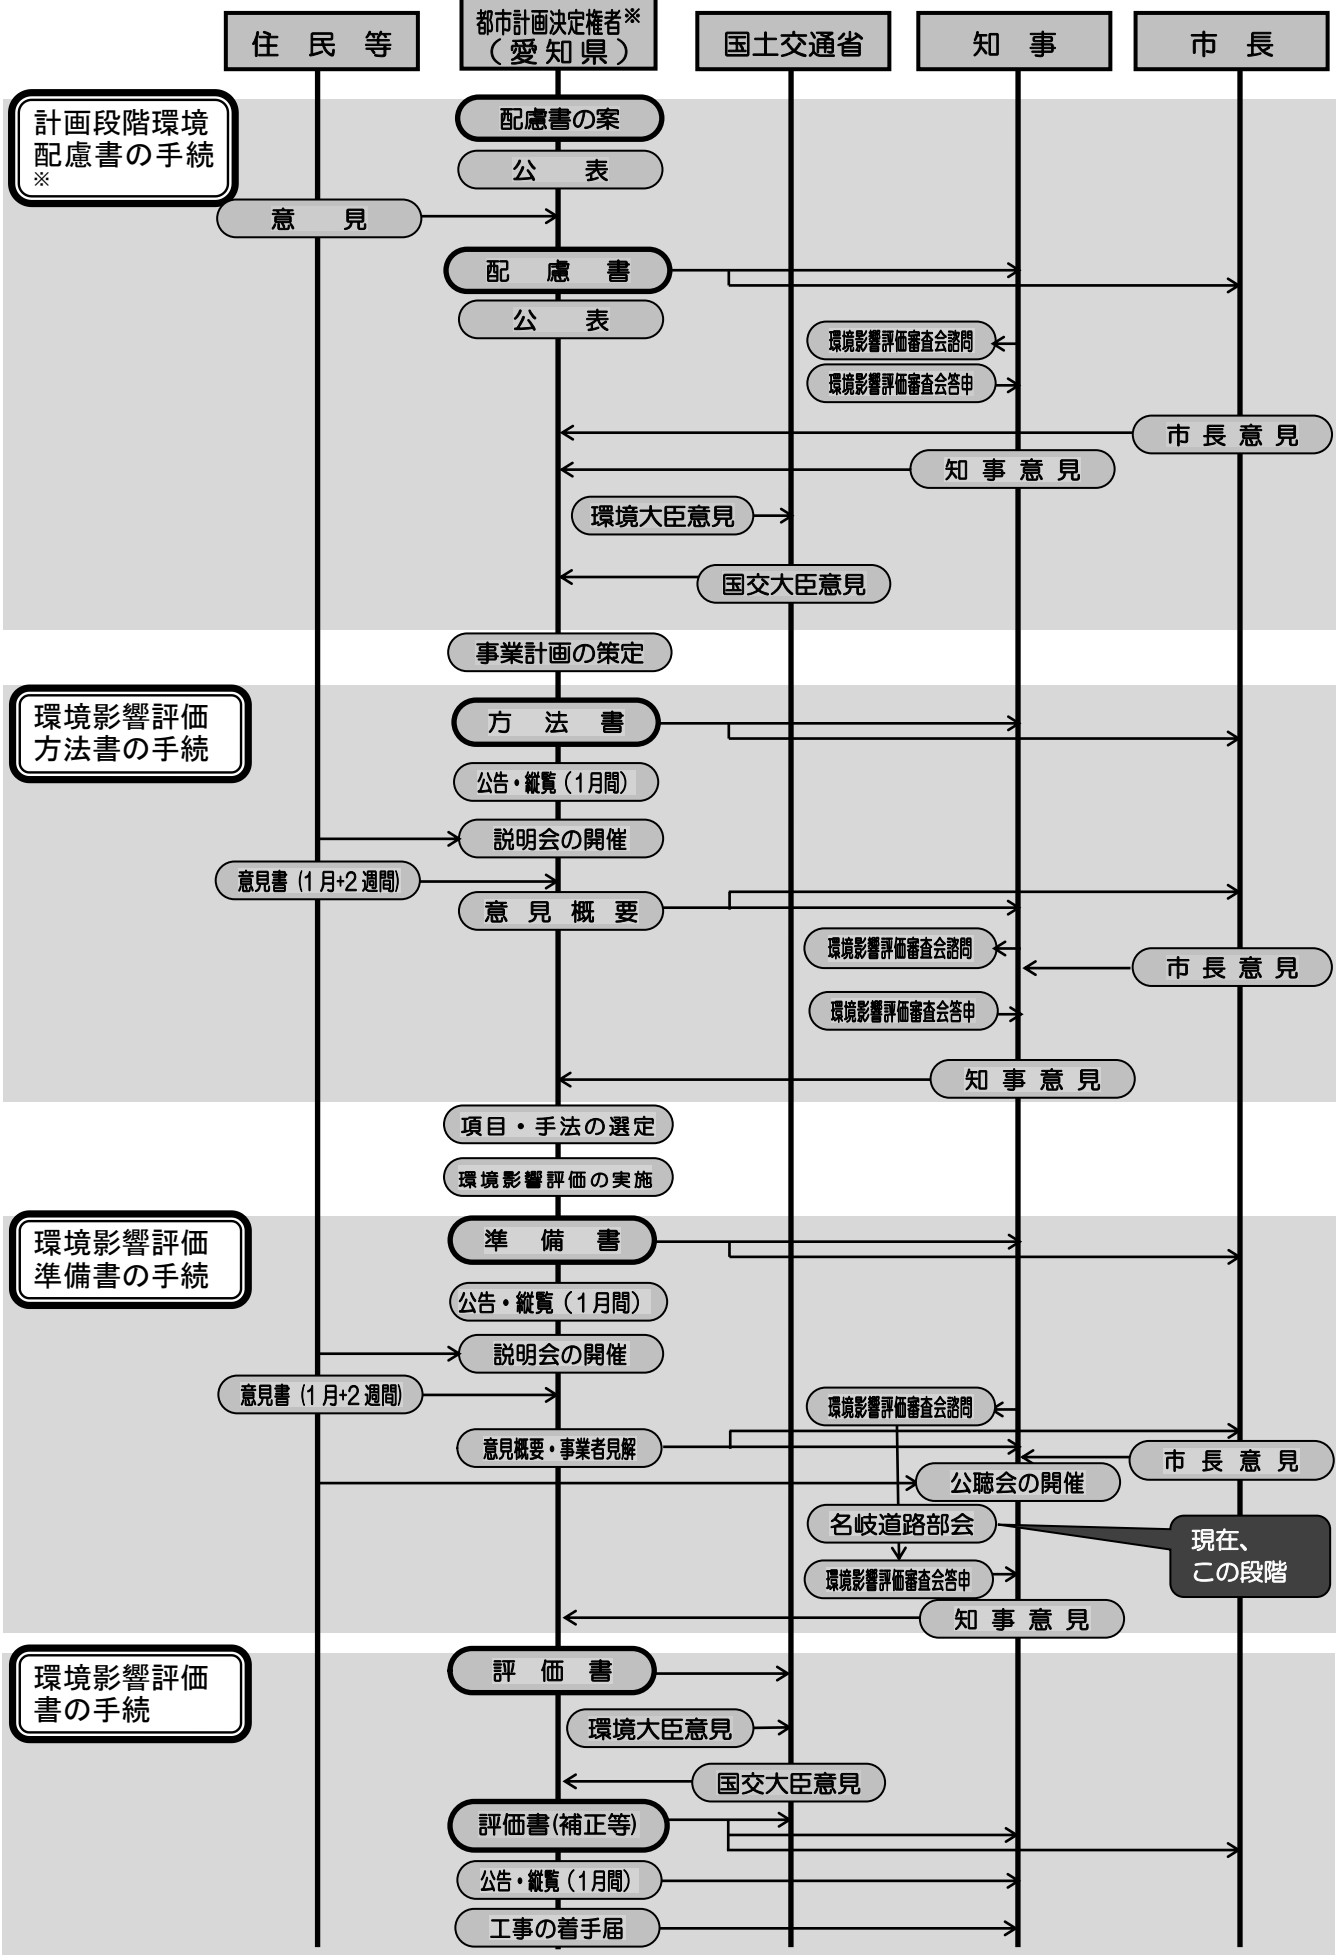 住　民　等
都市計画決定権者※
（愛知県）
国土交通省
知　事
市　長
計画段階環境
配慮書の手続
※
配慮書の案
公　表
意　見
配　慮　書
公　表
環境影響評価審査会諮問
環境影響評価審査会答申
市長意見
知事意見
環境大臣意見
国交大臣意見
事業計画の策定
環境影響評価
方法書の手続
方　法　書
公告・縦覧（１月間）
説明会の開催
意見書（１月+２週間）
意見概要
環境影響評価審査会諮問
市長意見
環境影響評価審査会答申
知事意見
項目・手法の選定
環境影響評価の実施
環境影響評価
準備書の手続
準　備　書
公告・縦覧（１月間）
説明会の開催
意見書（１月+２週間）
環境影響評価審査会諮問
意見概要・事業者見解
市長意見
公聴会の開催
名岐道路部会
現在、
この段階
環境影響評価審査会答申
知事意見
環境影響評価
書の手続
評　価　書
環境大臣意見
国交大臣意見
評価書(補正等)
公告・縦覧（１月間）
工事の着手届